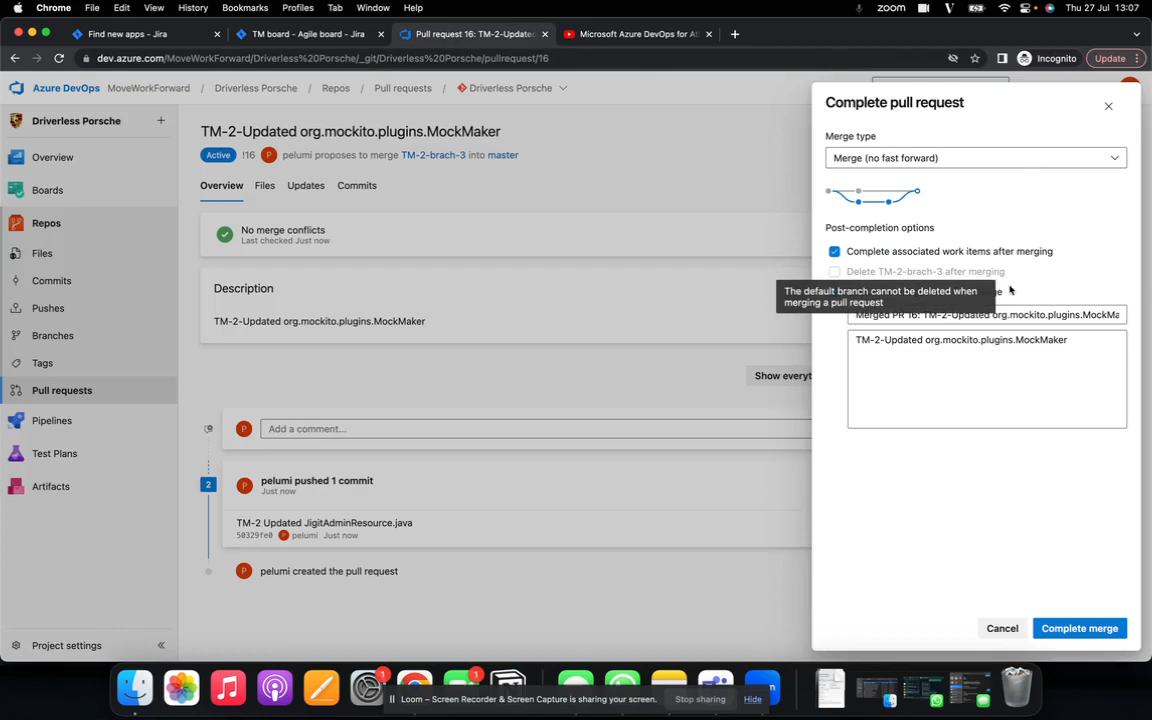 Chrome File Edit View History Bookmarks Profiles Tab Window Help
zoom Thu 27 Jul 13:07
Find new apps - Jira
TM board - Agile board - Jira
Pull request 16: TM-2-Updated
Microsoft Azure DevOps for At
dev.azure.com/MoveWorkForward/Driverless%20Porsche/_git/Driverless%20Porsche/pullrequest/16
Incognito
Update
Azure DevOps MoveWorkForward / Driverless Porsche / Repos / Pull requests / Driverless Porsche
Driverless Porsche
Overview
Boards
Repos
Files
Commits
Pushes
Branches
Tags
Pull requests
Pipelines
Test Plans
Artifacts
Project settings
TM-2-Updated org.mockito.plugins.MockMaker
Active !16 P pelumi proposes to merge TM-2-brach-3 into master
Overview Files Updates Commits
No merge conflicts
Last checked Just now
Description
TM-2-Updated org.mockito.plugins.MockMaker
Show everyt
P Add a comment...
2
P pelumi pushed 1 commit
Just now
TM-2 Updated JigitAdminResource.java
50329fe0 P pelumi Just now
P pelumi created the pull request
Complete pull request
Merge type
Merge (no fast forward)
Post-completion options
Complete associated work items after merging
Delete TM-2-brach-3 after merging
The default branch cannot be deleted when
merging a pull request
Merged PR 16: TM-2-Updated org.mockito.plugins.MockMa
TM-2-Updated org.mockito.plugins.MockMaker
Cancel Complete merge
1
1
Loom – Screen Recorder & Screen Capture is sharing your screen.
Stop sharing
Hide